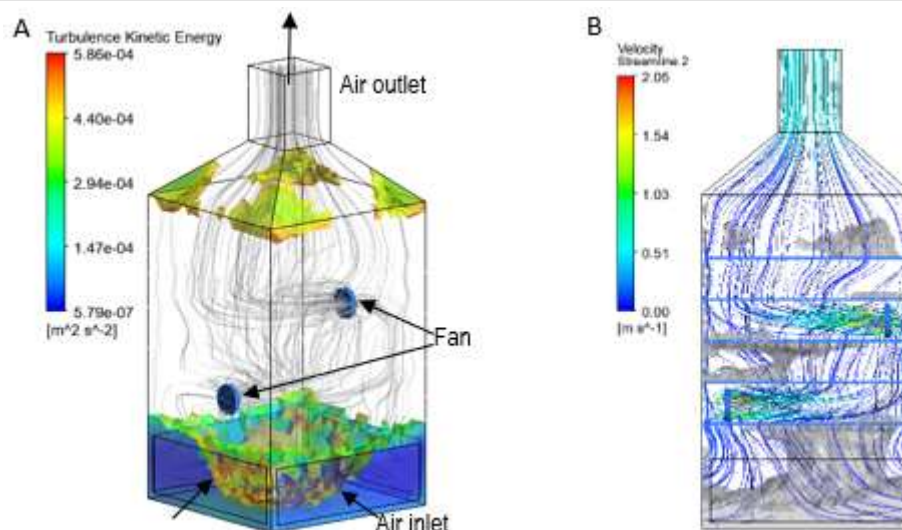 A
Turbulence Kinetic Energy
5.86e-04
4.40e-04
2.94e-04
1.47e-04
5.79e-07
[m^2 s^-2]
Air outlet
Fan
Air inlet
B
Velocity
Streamline 2
2.05
1.54
1.03
0.51
0.00
[m s^-1]